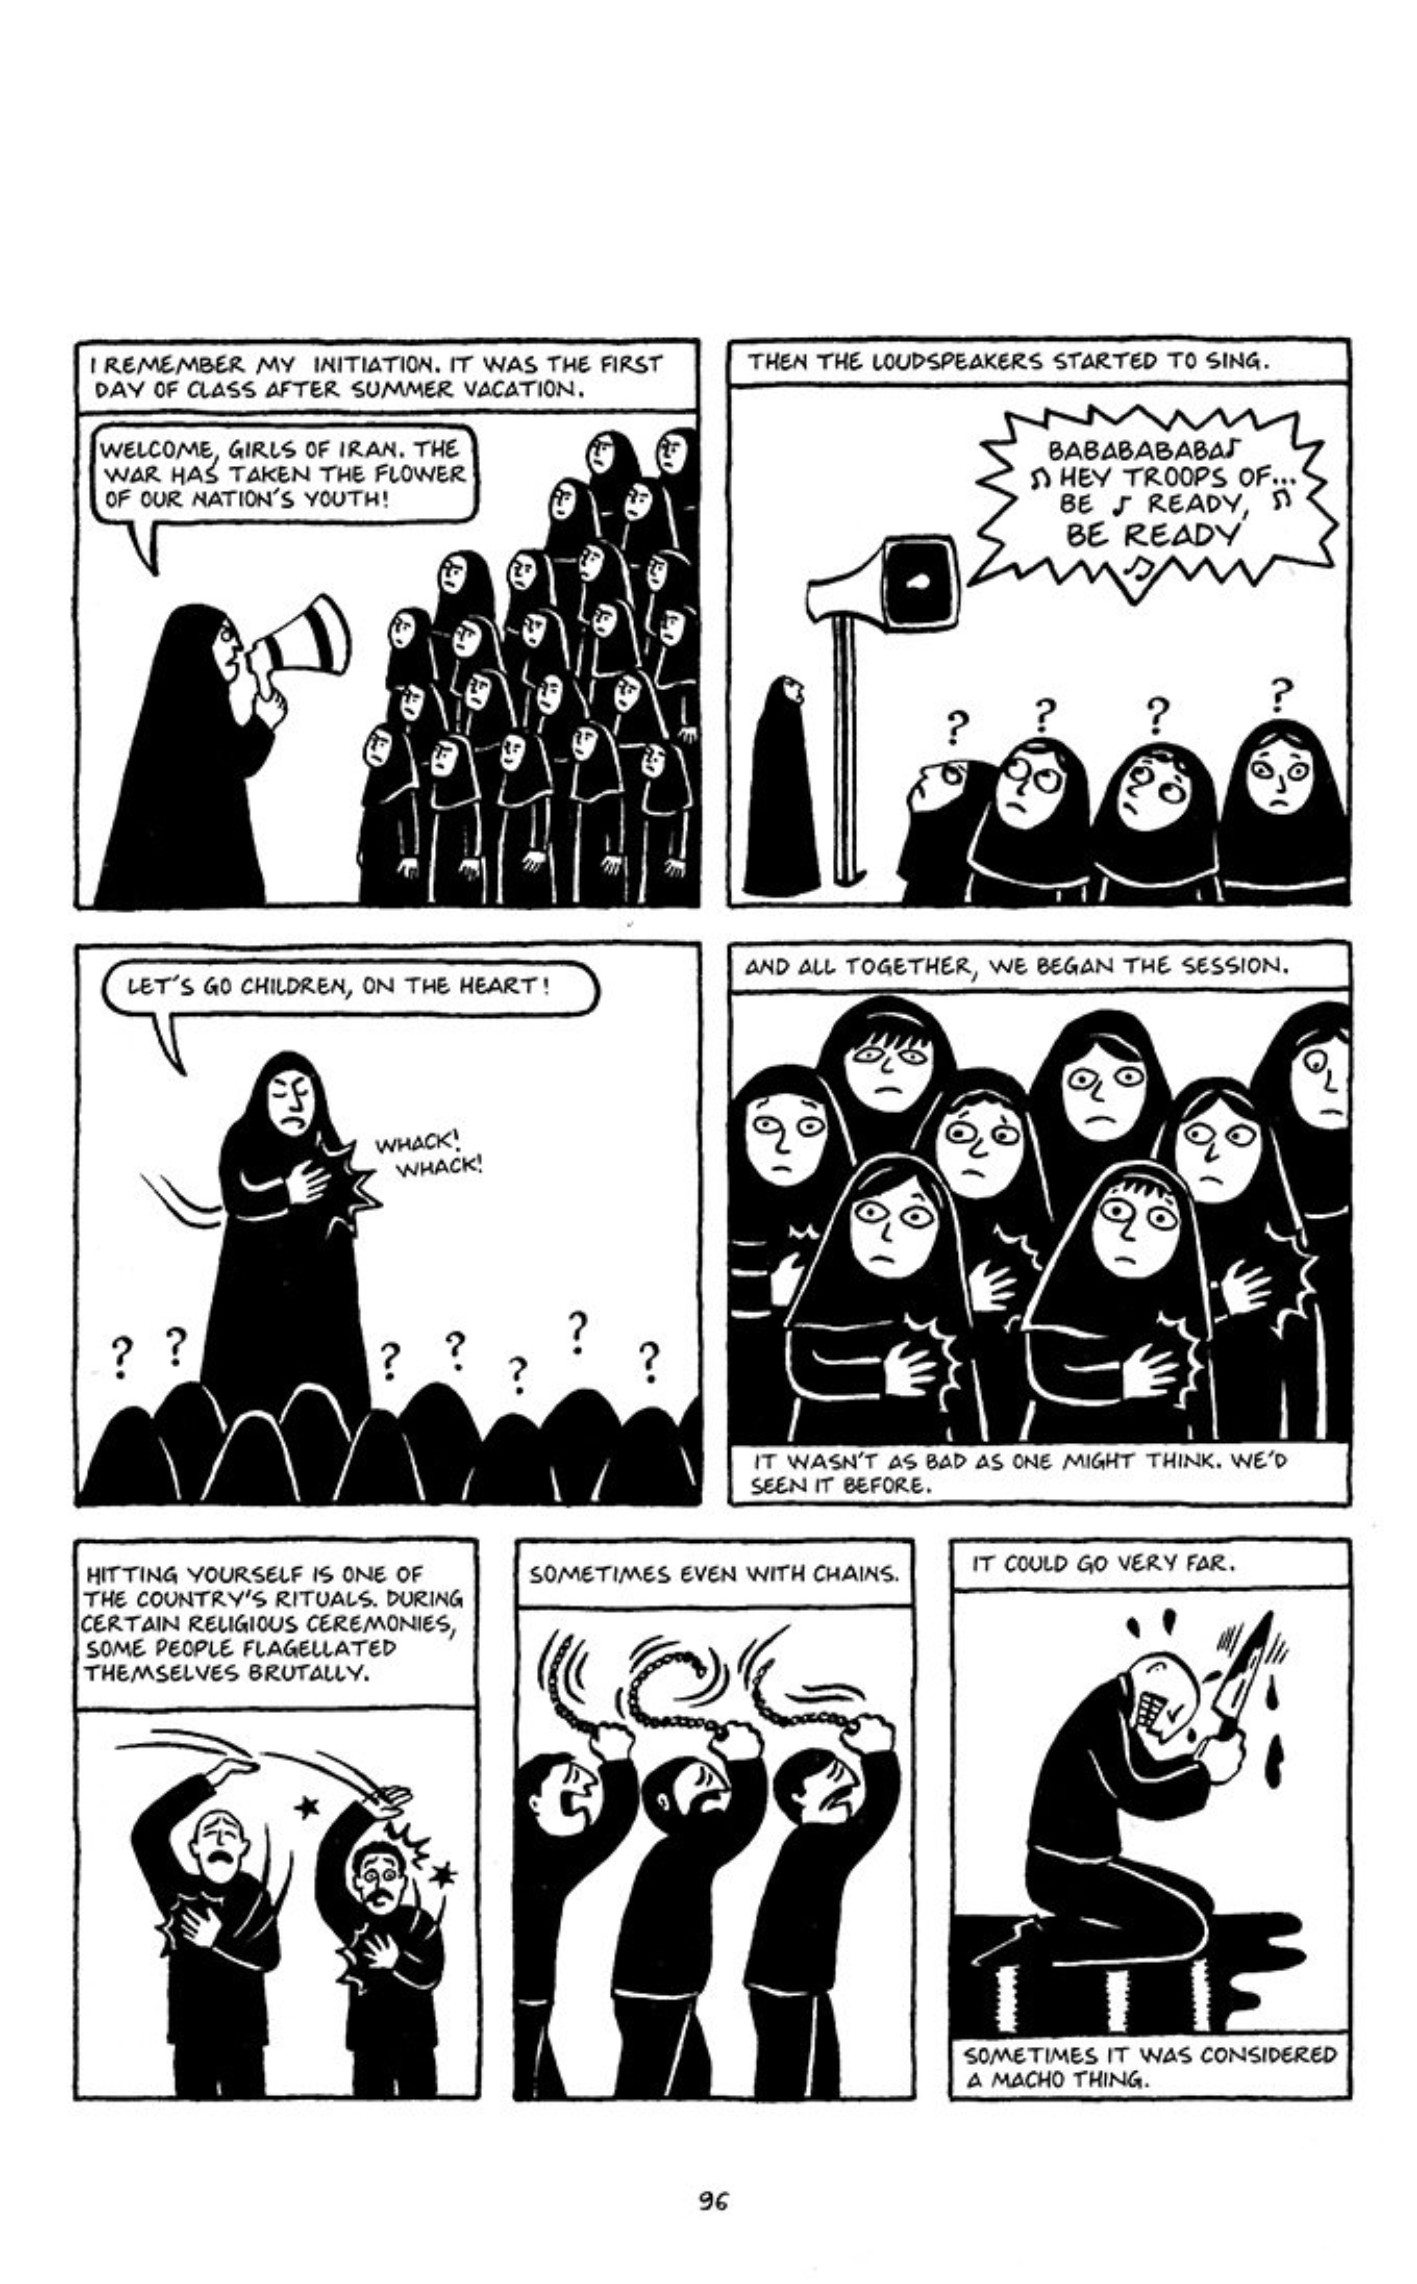 I REMEMBER MY INITIATION. IT WAS THE FIRST
DAY OF CLASS AFTER SUMMER VACATION.
WELCOME, GIRLS OF IRAN. THE
WAR HAS TAKEN THE FLOWER
OF OUR NATION'S YOUTH!
THEN THE LOUDSPEAKERS STARTED TO SING.
BABABABABA♪
♫ HEY TROOPS OF...
BE ♪ READY, ♫
BE READY
♫
? ? ? ?
LET'S GO CHILDREN, ON THE HEART!
WHACK!
WHACK!
? ? ? ? ? ? ?
AND ALL TOGETHER, WE BEGAN THE SESSION.
IT WASN'T AS BAD AS ONE MIGHT THINK. WE'D
SEEN IT BEFORE.
HITTING YOURSELF IS ONE OF
THE COUNTRY'S RITUALS. DURING
CERTAIN RELIGIOUS CEREMONIES,
SOME PEOPLE FLAGELLATED
THEMSELVES BRUTALLY.
SOMETIMES EVEN WITH CHAINS.
IT COULD GO VERY FAR.
SOMETIMES IT WAS CONSIDERED
A MACHO THING.
96